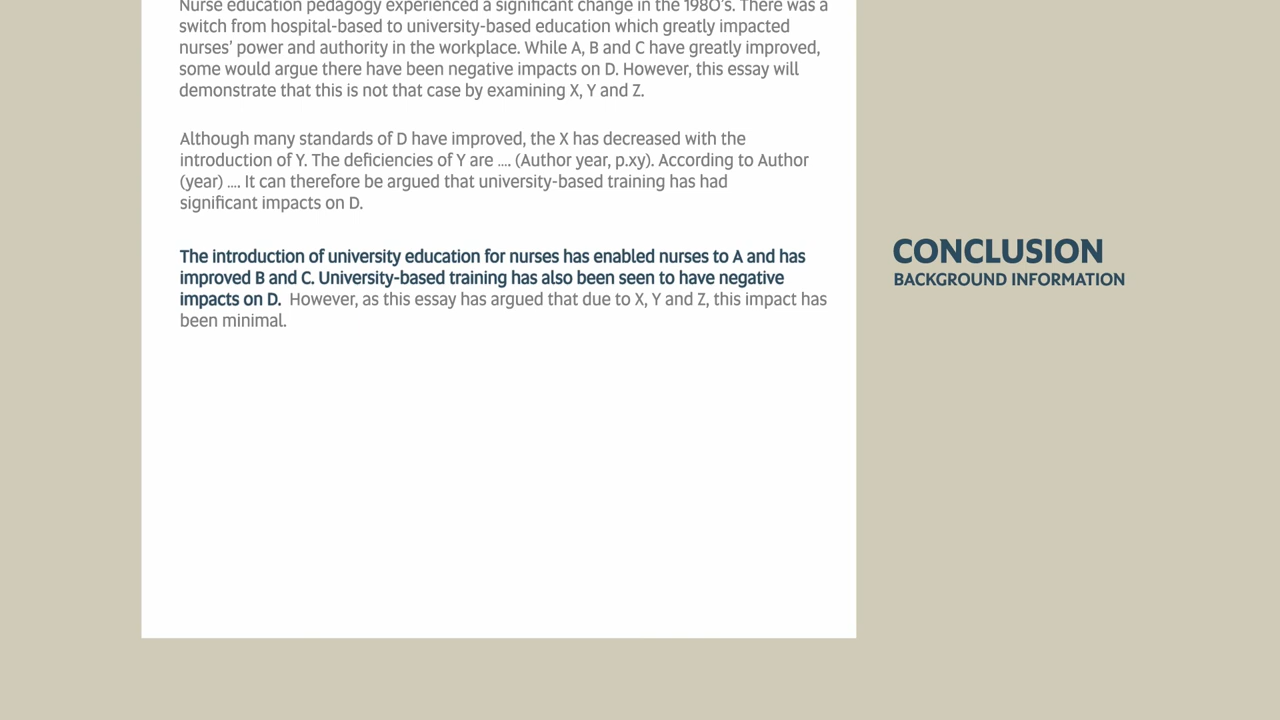 Nurse education pedagogy experienced a significant change in the 1980's. There was a
switch from hospital-based to university-based education which greatly impacted
nurses' power and authority in the workplace. While A, B and C have greatly improved,
some would argue there have been negative impacts on D. However, this essay will
demonstrate that this is not that case by examining X, Y and Z.
Although many standards of D have improved, the X has decreased with the
introduction of Y. The deficiencies of Y are .... (Author year, p.xy). According to Author
(year) .... It can therefore be argued that university-based training has had
significant impacts on D.
The introduction of university education for nurses has enabled nurses to A and has
improved B and C. University-based training has also been seen to have negative
impacts on D. However, as this essay has argued that due to X, Y and Z, this impact has
been minimal.
CONCLUSION
BACKGROUND INFORMATION